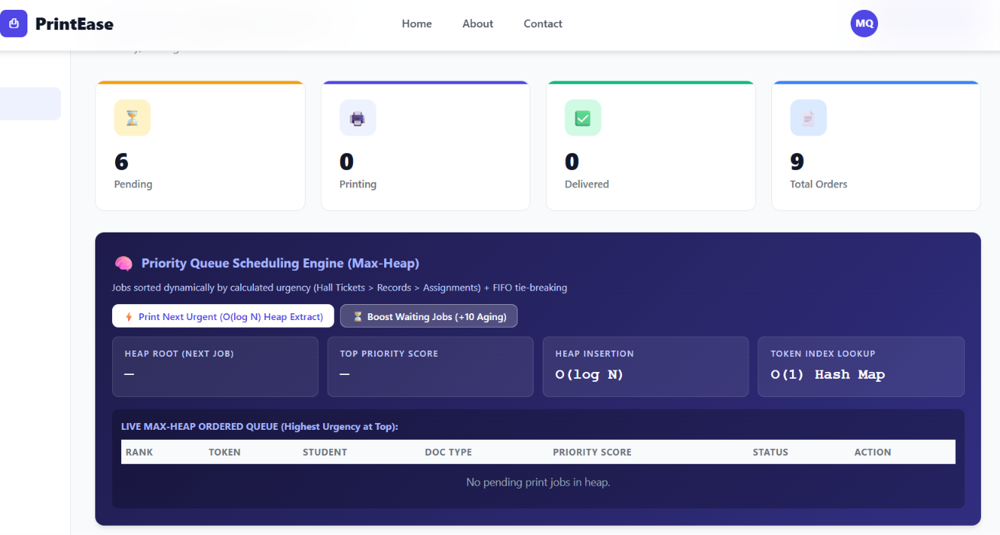 PrintEase
Home
About
Contact
MQ
6
Pending
0
Printing
0
Delivered
9
Total Orders
Priority Queue Scheduling Engine (Max-Heap)
Jobs sorted dynamically by calculated urgency (Hall Tickets > Records > Assignments) + FIFO tie-breaking
Print Next Urgent (O(log N) Heap Extract)
Boost Waiting Jobs (+10 Aging)
HEAP ROOT (NEXT JOB)
—
TOP PRIORITY SCORE
—
HEAP INSERTION
O(log N)
TOKEN INDEX LOOKUP
O(1) Hash Map
LIVE MAX-HEAP ORDERED QUEUE (Highest Urgency at Top):
RANK TOKEN STUDENT DOC TYPE PRIORITY SCORE STATUS ACTION
No pending print jobs in heap.